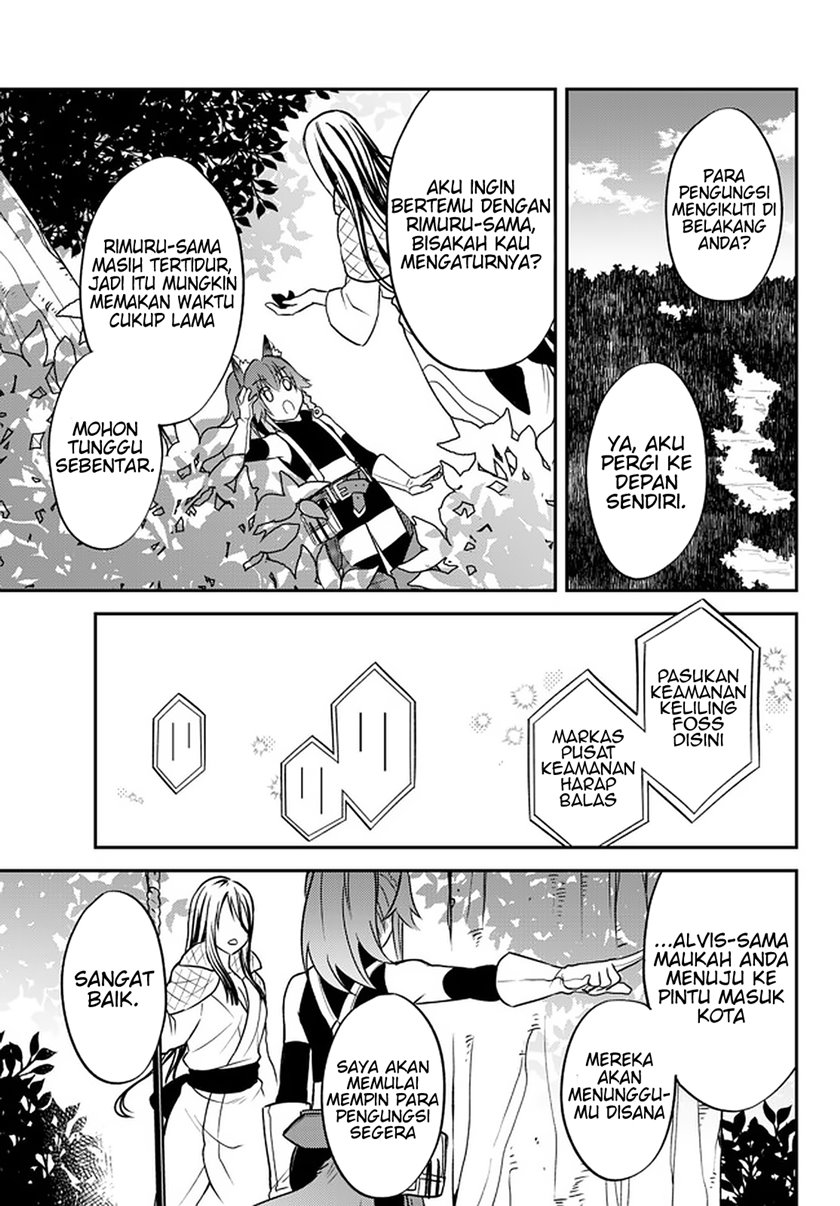 PARA
PENGUNGSI
MENGIKUTI DI
BELAKANG
ANDA?
YA, AKU
PERGI KE
DEPAN
SENDIRI.
AKU INGIN
BERTEMU DENGAN
RIMURU-SAMA,
BISAKAH KAU
MENGATURNYA?
RIMURU-SAMA
MASIH TERTIDUR,
JADI ITU MUNGKIN
MEMAKAN WAKTU
CUKUP LAMA
MOHON
TUNGGU
SEBENTAR.
PASUKAN
KEAMANAN
KELILING
FOSS
DISINI
MARKAS
PUSAT
KEAMANAN
HARAP
BALAS
...ALVIS-SAMA
MAUKAH ANDA
MENUJU KE
PINTU MASUK
KOTA
MEREKA
AKAN
MENUNGGU-
MU DISANA
SAYA AKAN
MEMULAI
MEMPIN PARA
PENGUNGSI
SEGERA
SANGAT
BAIK.